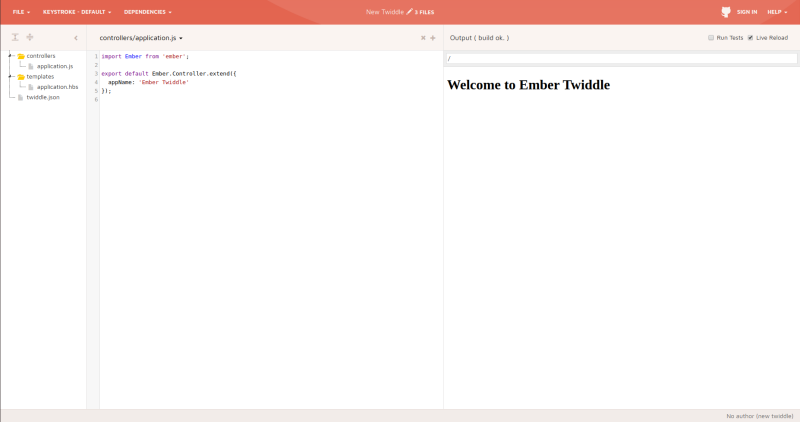 FILE KEYSTROKE - DEFAULT DEPENDENCIES New Twiddle 3 FILES SIGN IN HELP
controllers/application.js Output ( build ok. ) Run Tests Live Reload
controllers
application.js
templates
application.hbs
twiddle.json
1 import Ember from 'ember';
2
3 export default Ember.Controller.extend({
4 appName: 'Ember Twiddle'
5 });
6
/
Welcome to Ember Twiddle
No author (new twiddle)